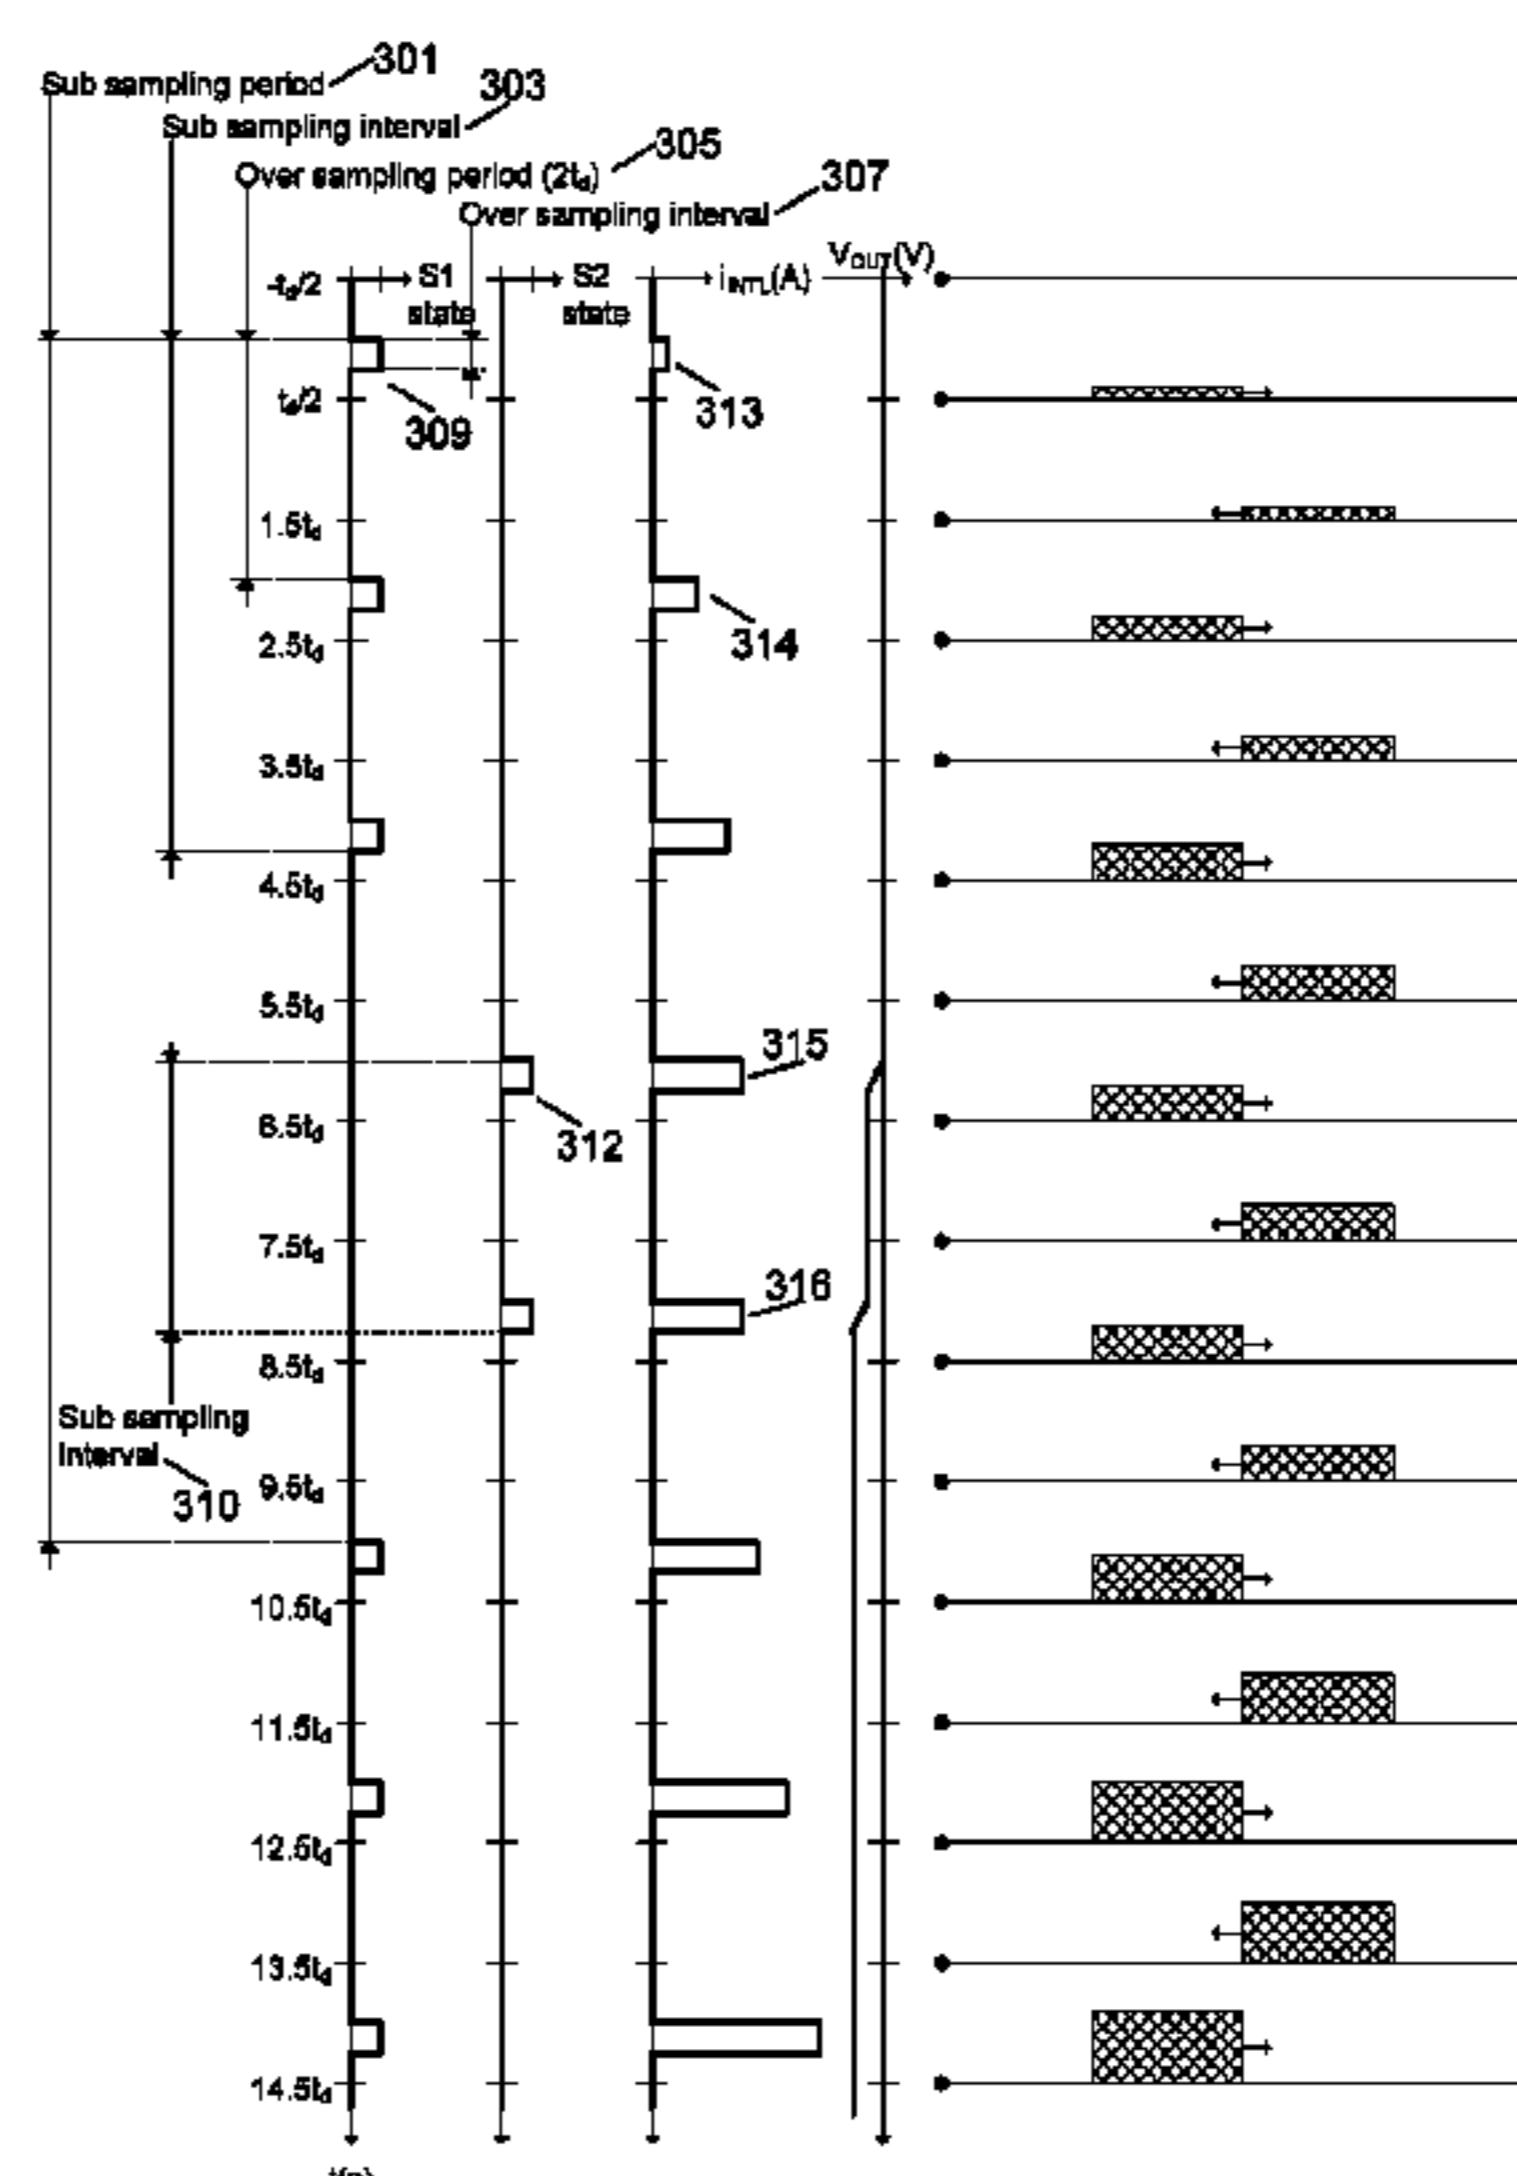 301
Sub sampling period
303
Sub sampling interval
305
Over sampling period (2td)
307
Over sampling interval
VOUT(V)
-td/2
S1 state
S2 state
iINTL(A)
td/2
309
313
1.5td
314
2.5td
3.5td
4.5td
5.5td
315
312
6.5td
7.5td
316
8.5td
Sub sampling
Interval
310
9.5td
10.5td
11.5td
12.5td
13.5td
14.5td